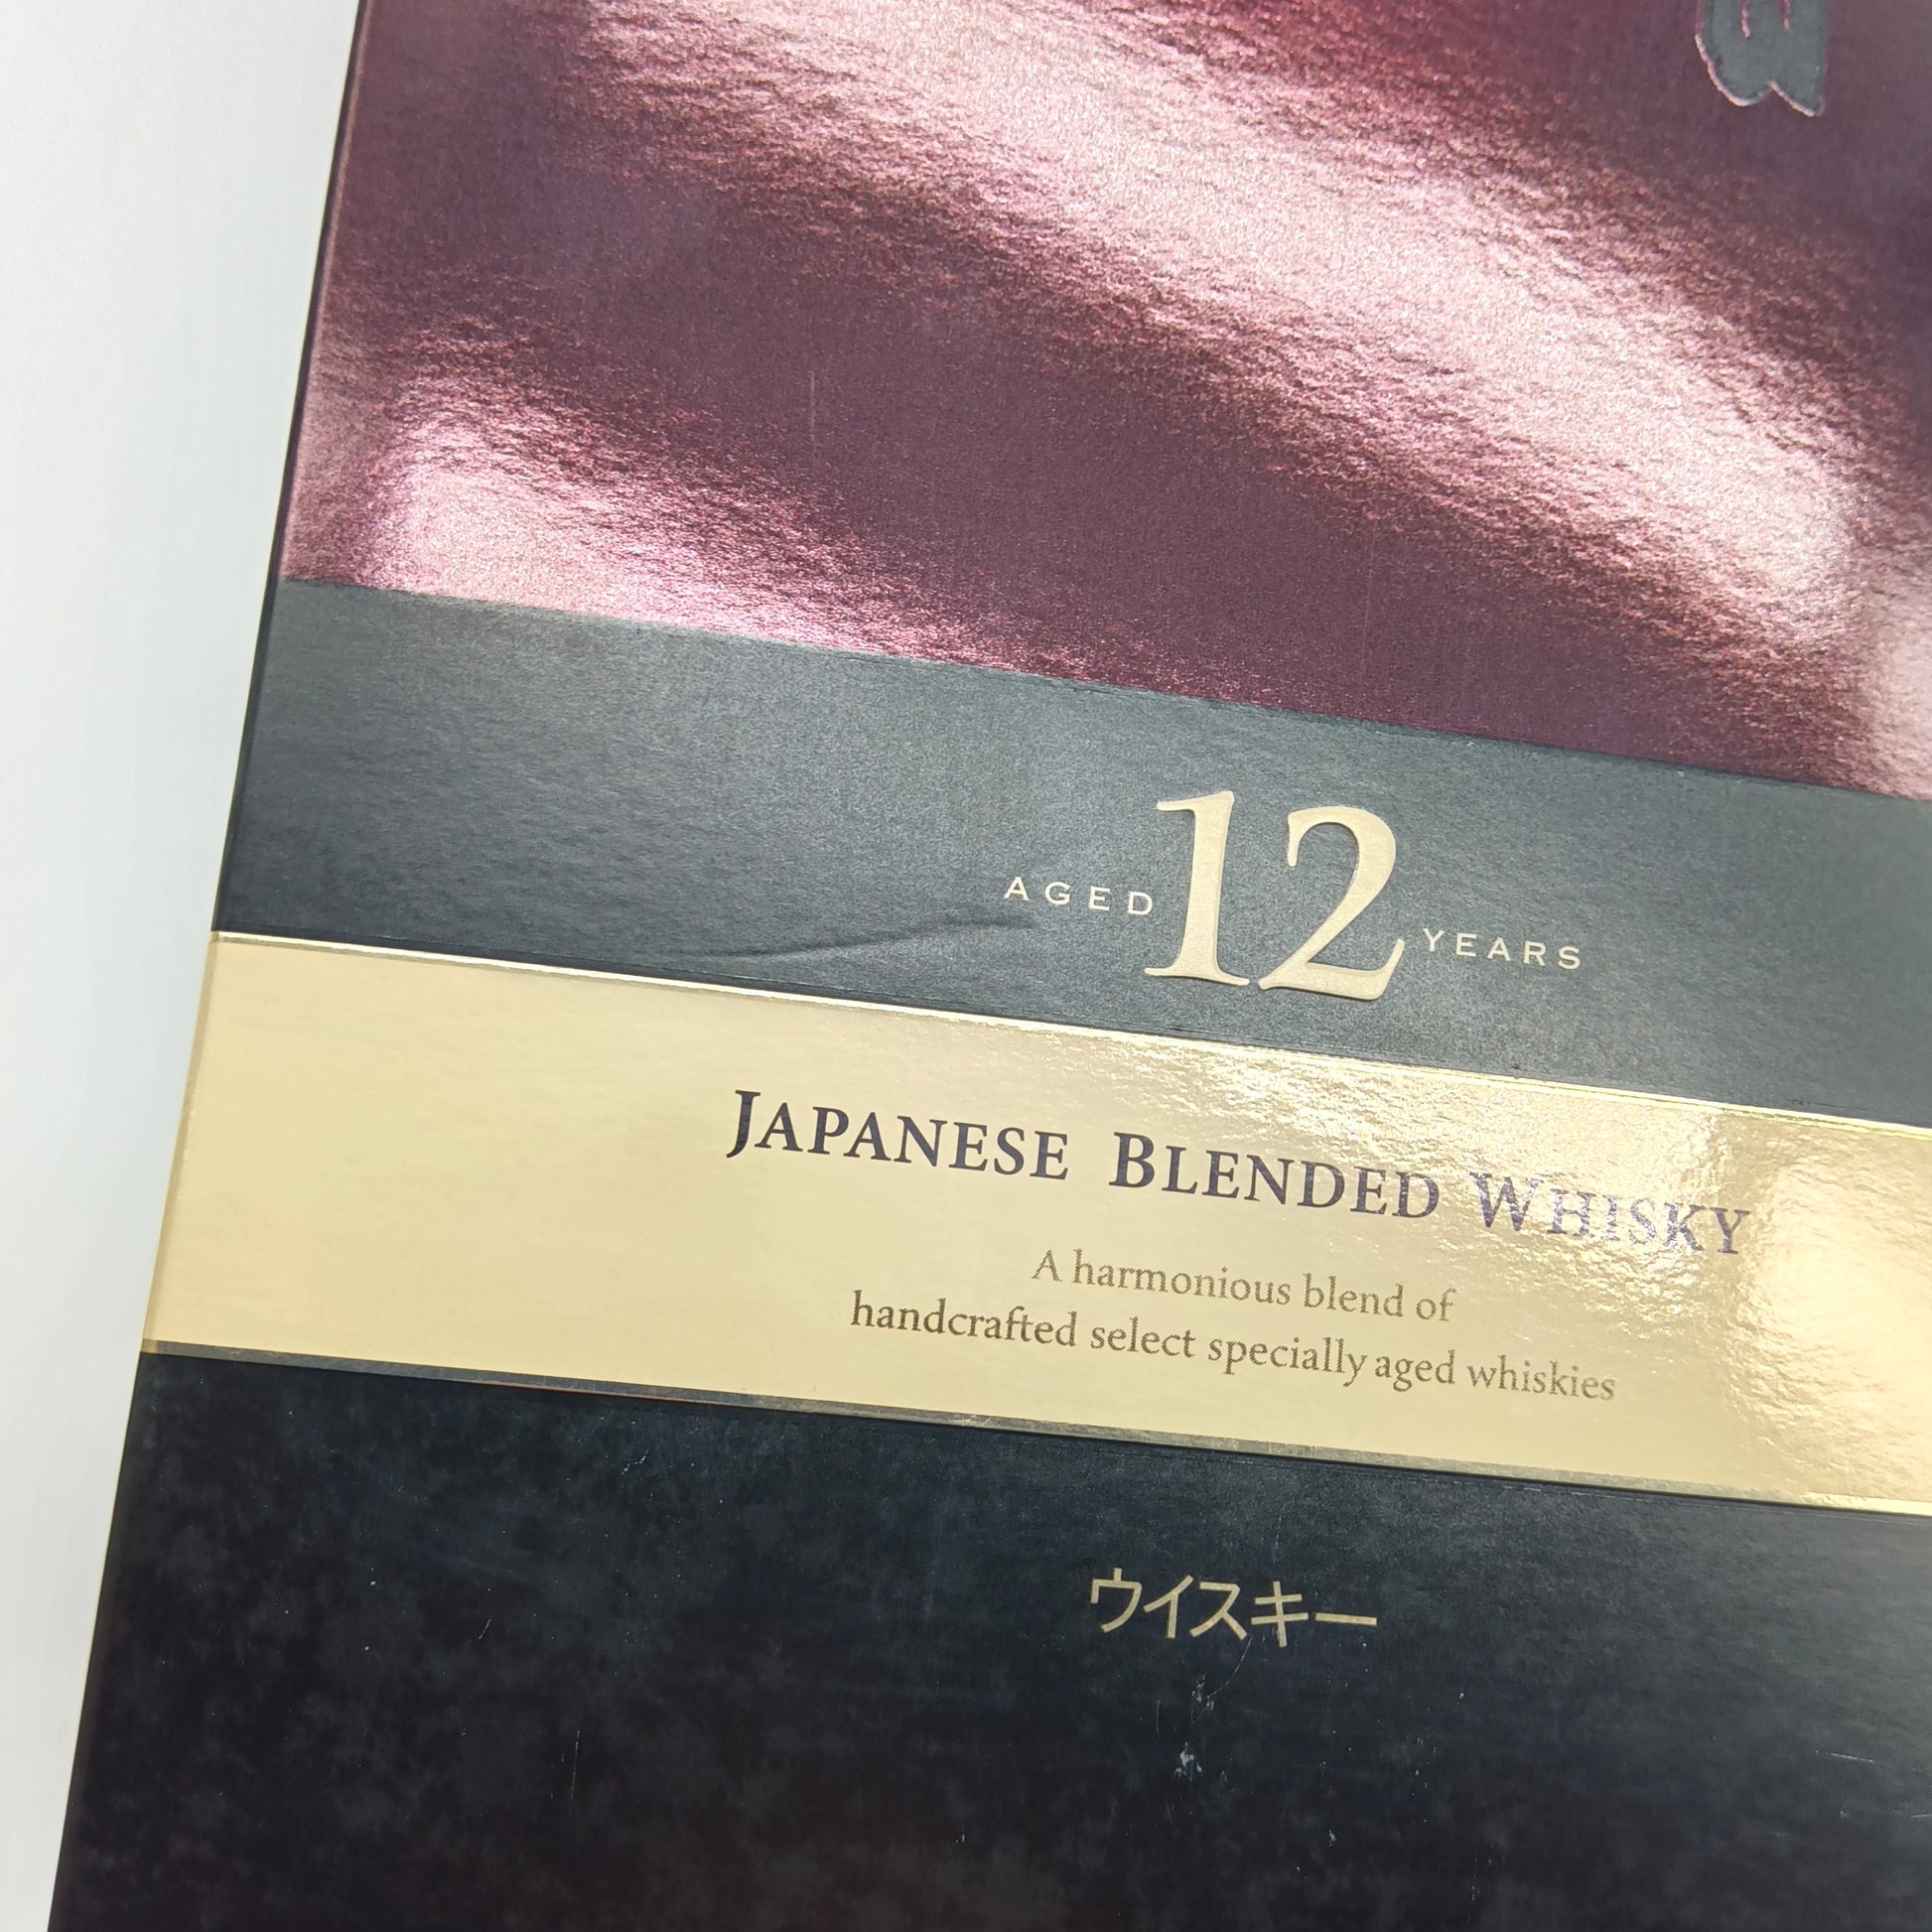 AGED 12 YEARS
JAPANESE BLENDED WHISKY
A harmonious blend of
handcrafted select specially aged whiskies
ウイスキー